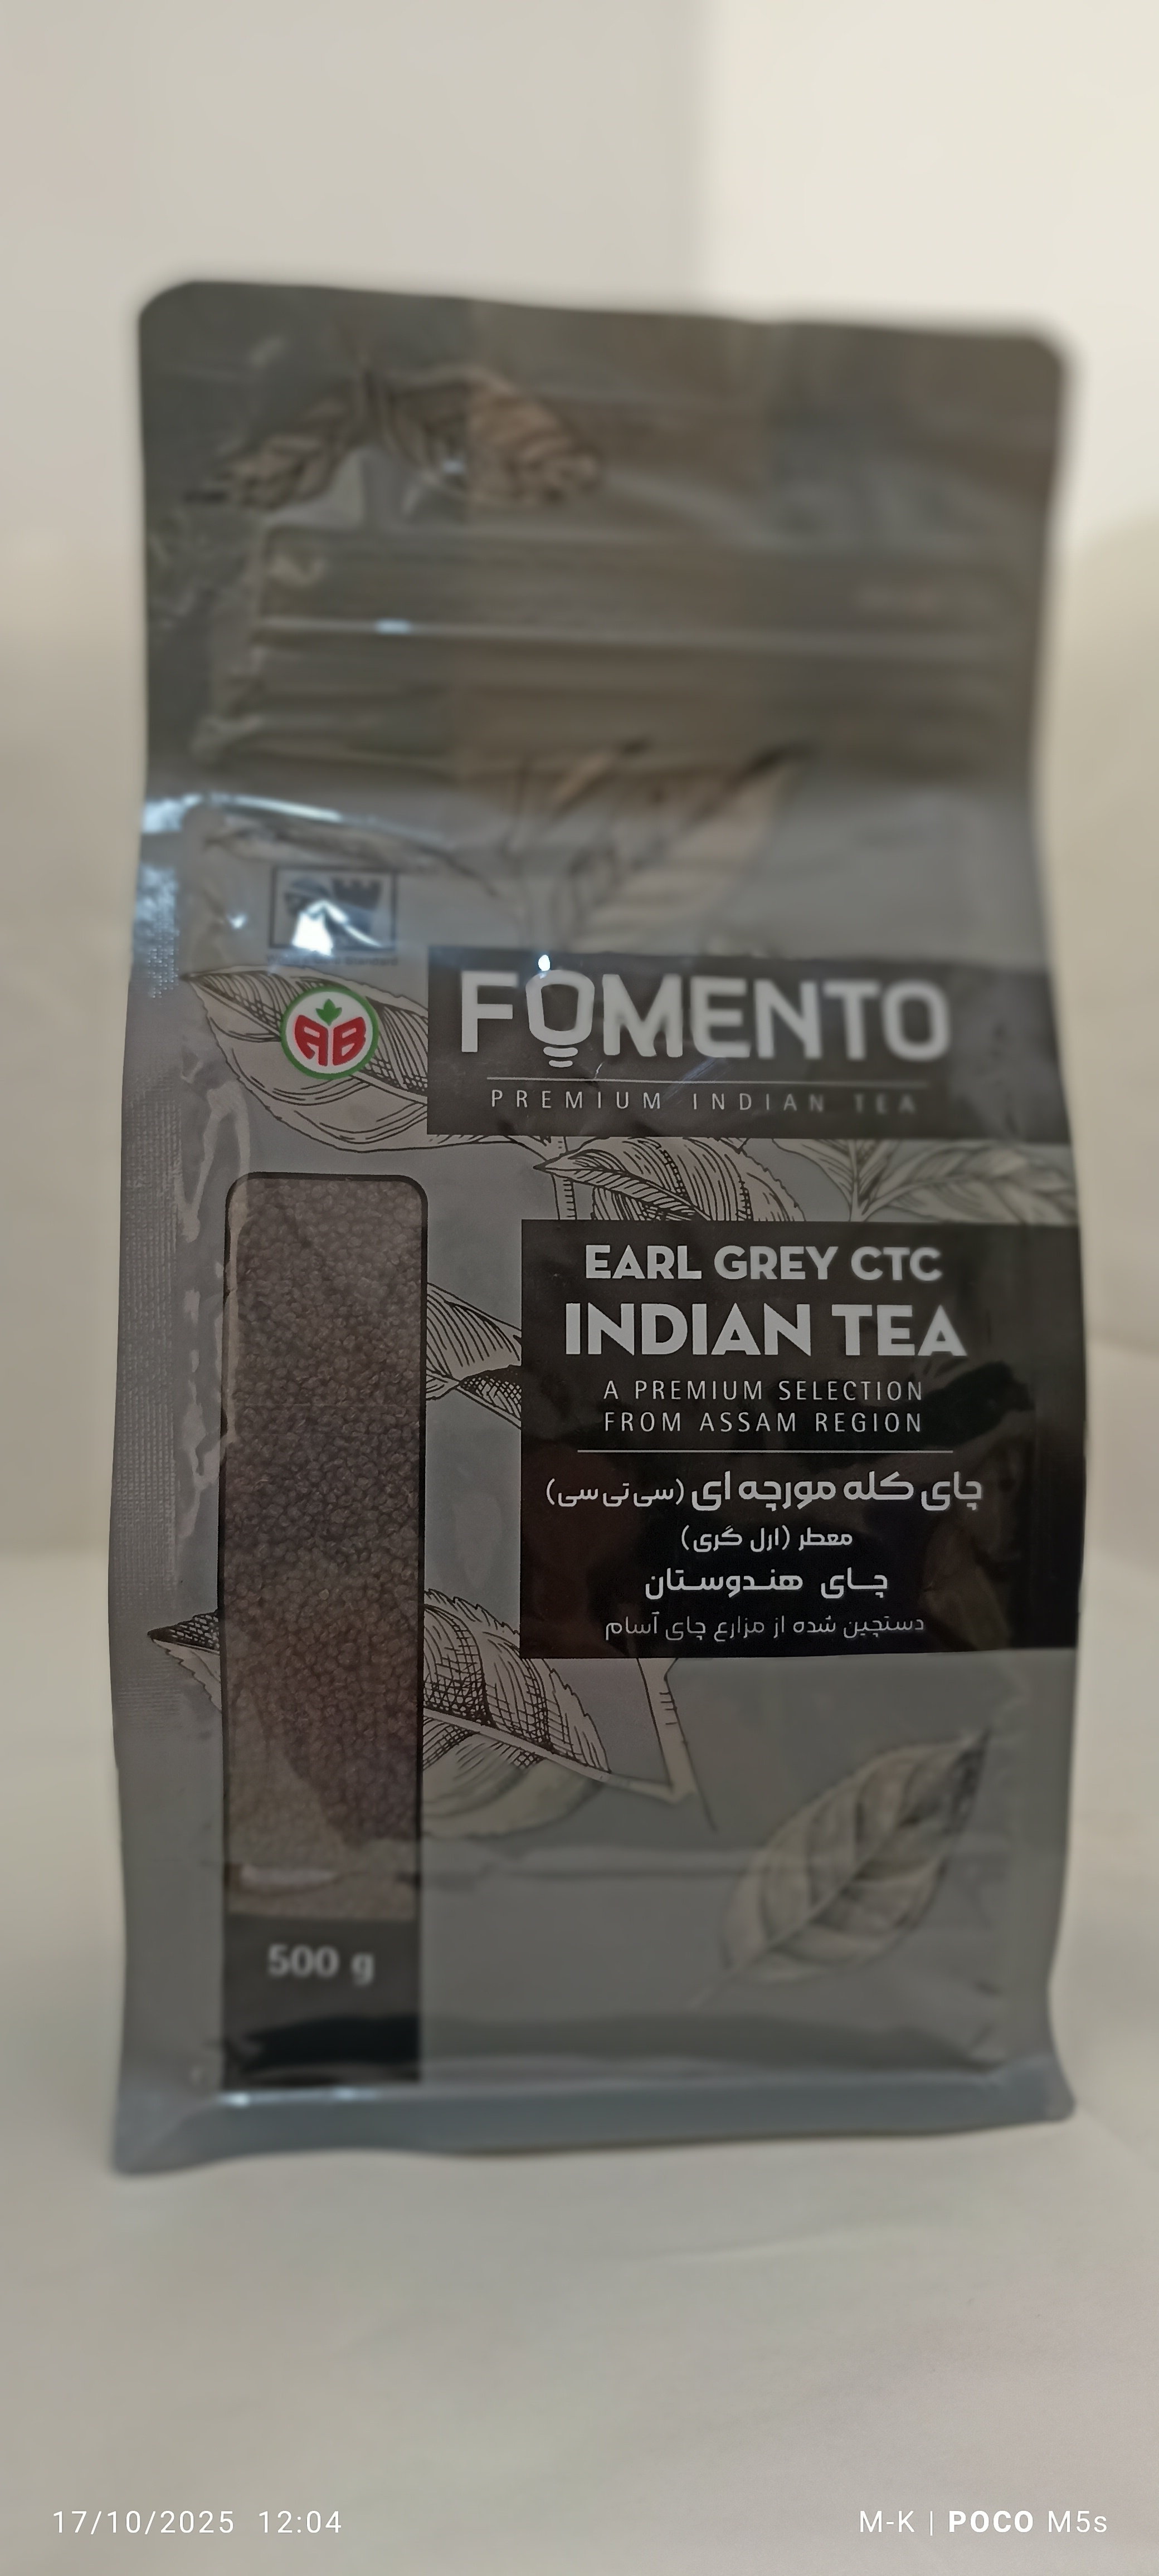 AB
FOMENTO
PREMIUM INDIAN TEA
EARL GREY CTC
INDIAN TEA
A PREMIUM SELECTION
FROM ASSAM REGION
چای کله مورچه ای (سی تی سی)
معطر (ارل گری)
چای هندوستان
دستچین شده از مزارع چای آسام
500 g
17/10/2025 12:04
M-K | POCO M5s